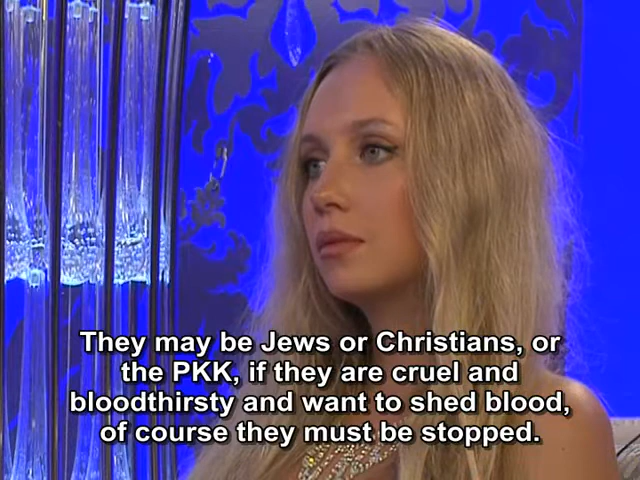 They may be Jews or Christians, or
the PKK, if they are cruel and
bloodthirsty and want to shed blood,
of course they must be stopped.